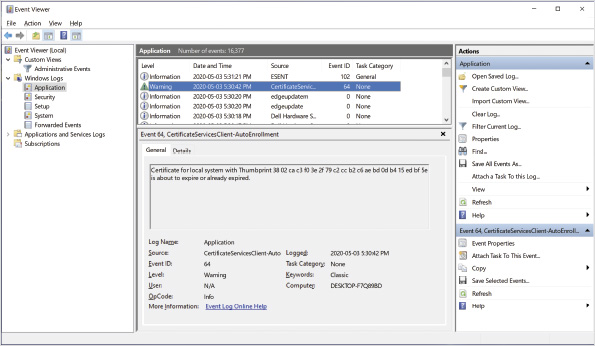 Event Viewer
File Action View Help
Event Viewer (Local)
Custom Views
Administrative Events
Windows Logs
Application
Security
Setup
System
Forwarded Events
Applications and Services Logs
Subscriptions
Application Number of events: 16,377
Level Date and Time Source Event ID Task Category
Information 2020-05-03 5:31:21 PM ESENT 102 General
Warning 2020-05-03 5:30:42 PM CertificateServic... 64 None
Information 2020-05-03 5:30:20 PM edgeupdatem 0 None
Information 2020-05-03 5:30:20 PM edgeupdate 0 None
Information 2020-05-03 5:30:18 PM Dell Hardware S... 0 None
Event 64, CertificateServicesClient-AutoEnrollment
General Details
Certificate for local system with Thumbprint 38 02 ca c3 f3 3e 2f 79 c2 cc b2 c6 ae bd 0d b4 15 ed bf 5e
is about to expire or already expired.
Log Name: Application
Source: CertificateServicesClient-Auto Logged: 2020-05-03 5:30:42 PM
Event ID: 64 Task Category: None
Level: Warning Keywords: Classic
User: N/A Computer: DESKTOP-F7Q89BD
OpCode: Info
More Information: Event Log Online Help
Actions
Application
Open Saved Log...
Create Custom View...
Import Custom View...
Clear Log...
Filter Current Log...
Properties
Find...
Save All Events As...
Attach a Task To this Log...
View
Refresh
Help
Event 64, CertificateServicesClient-AutoEnroll...
Event Properties
Attach Task To This Event...
Copy
Save Selected Events...
Refresh
Help